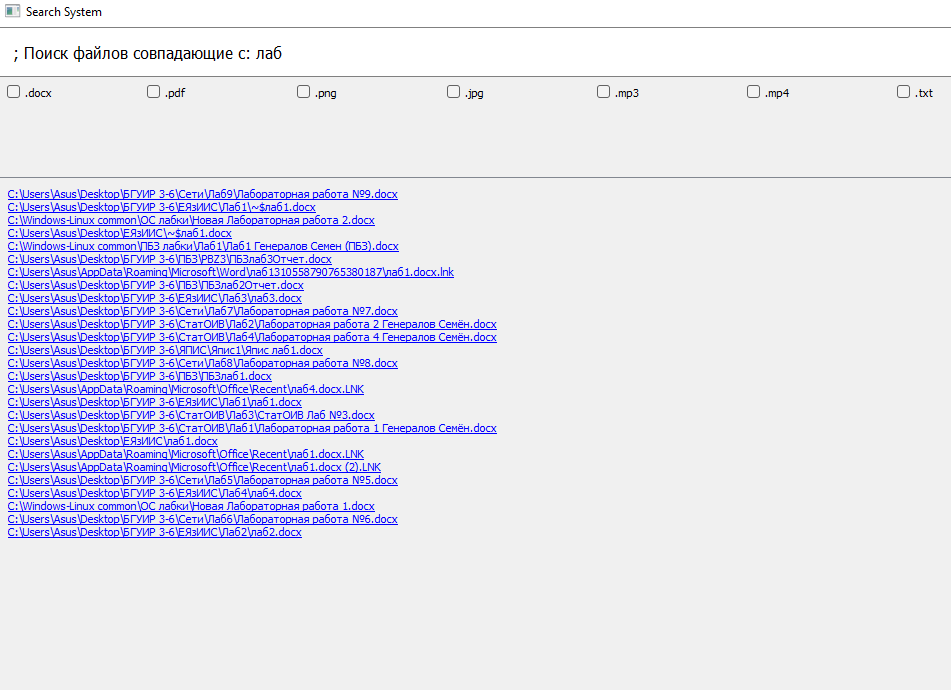 Search System
; Поиск файлов совпадающие с: лаб
.docx .pdf .png .jpg .mp3 .mp4 .txt
C:\Users\Asus\Desktop\БГУИР 3-6\Сети\Лаб9\Лабораторная работа №9.docx
C:\Users\Asus\Desktop\БГУИР 3-6\ЕЯзИИС\Лаб1\~$лаб1.docx
C:\Windows-Linux common\ОС лабки\Новая Лабораторная работа 2.docx
C:\Users\Asus\Desktop\ЕЯзИИС\~$лаб1.docx
C:\Windows-Linux common\ПБЗ лабки\Лаб1\Лаб1 Генералов Семен (ПБЗ).docx
C:\Users\Asus\Desktop\БГУИР 3-6\ПБЗ\PBZ3\ПБЗлаб3Отчет.docx
C:\Users\Asus\AppData\Roaming\Microsoft\Word\лаб1310558790765380187\лаб1.docx.lnk
C:\Users\Asus\Desktop\БГУИР 3-6\ПБЗ\ПБЗлаб2Отчет.docx
C:\Users\Asus\Desktop\БГУИР 3-6\ЕЯзИИС\Лаб3\лаб3.docx
C:\Users\Asus\Desktop\БГУИР 3-6\Сети\Лаб7\Лабораторная работа №7.docx
C:\Users\Asus\Desktop\БГУИР 3-6\СтатОИВ\Лаб2\Лабораторная работа 2 Генералов Семён.docx
C:\Users\Asus\Desktop\БГУИР 3-6\СтатОИВ\Лаб4\Лабораторная работа 4 Генералов Семён.docx
C:\Users\Asus\Desktop\БГУИР 3-6\ЯПИС\Япис1\Япис лаб1.docx
C:\Users\Asus\Desktop\БГУИР 3-6\Сети\Лаб8\Лабораторная работа №8.docx
C:\Users\Asus\Desktop\БГУИР 3-6\ПБЗ\ПБЗлаб1.docx
C:\Users\Asus\AppData\Roaming\Microsoft\Office\Recent\лаб4.docx.LNK
C:\Users\Asus\Desktop\БГУИР 3-6\ЕЯзИИС\Лаб1\лаб1.docx
C:\Users\Asus\Desktop\БГУИР 3-6\СтатОИВ\Лаб3\СтатОИВ Лаб №3.docx
C:\Users\Asus\Desktop\БГУИР 3-6\СтатОИВ\Лаб1\Лабораторная работа 1 Генералов Семён.docx
C:\Users\Asus\Desktop\ЕЯзИИС\лаб1.docx
C:\Users\Asus\AppData\Roaming\Microsoft\Office\Recent\лаб1.docx.LNK
C:\Users\Asus\AppData\Roaming\Microsoft\Office\Recent\лаб1.docx (2).LNK
C:\Users\Asus\Desktop\БГУИР 3-6\Сети\Лаб5\Лабораторная работа №5.docx
C:\Users\Asus\Desktop\БГУИР 3-6\ЕЯзИИС\Лаб4\лаб4.docx
C:\Windows-Linux common\ОС лабки\Новая Лабораторная работа 1.docx
C:\Users\Asus\Desktop\БГУИР 3-6\Сети\Лаб6\Лабораторная работа №6.docx
C:\Users\Asus\Desktop\БГУИР 3-6\ЕЯзИИС\Лаб2\лаб2.docx